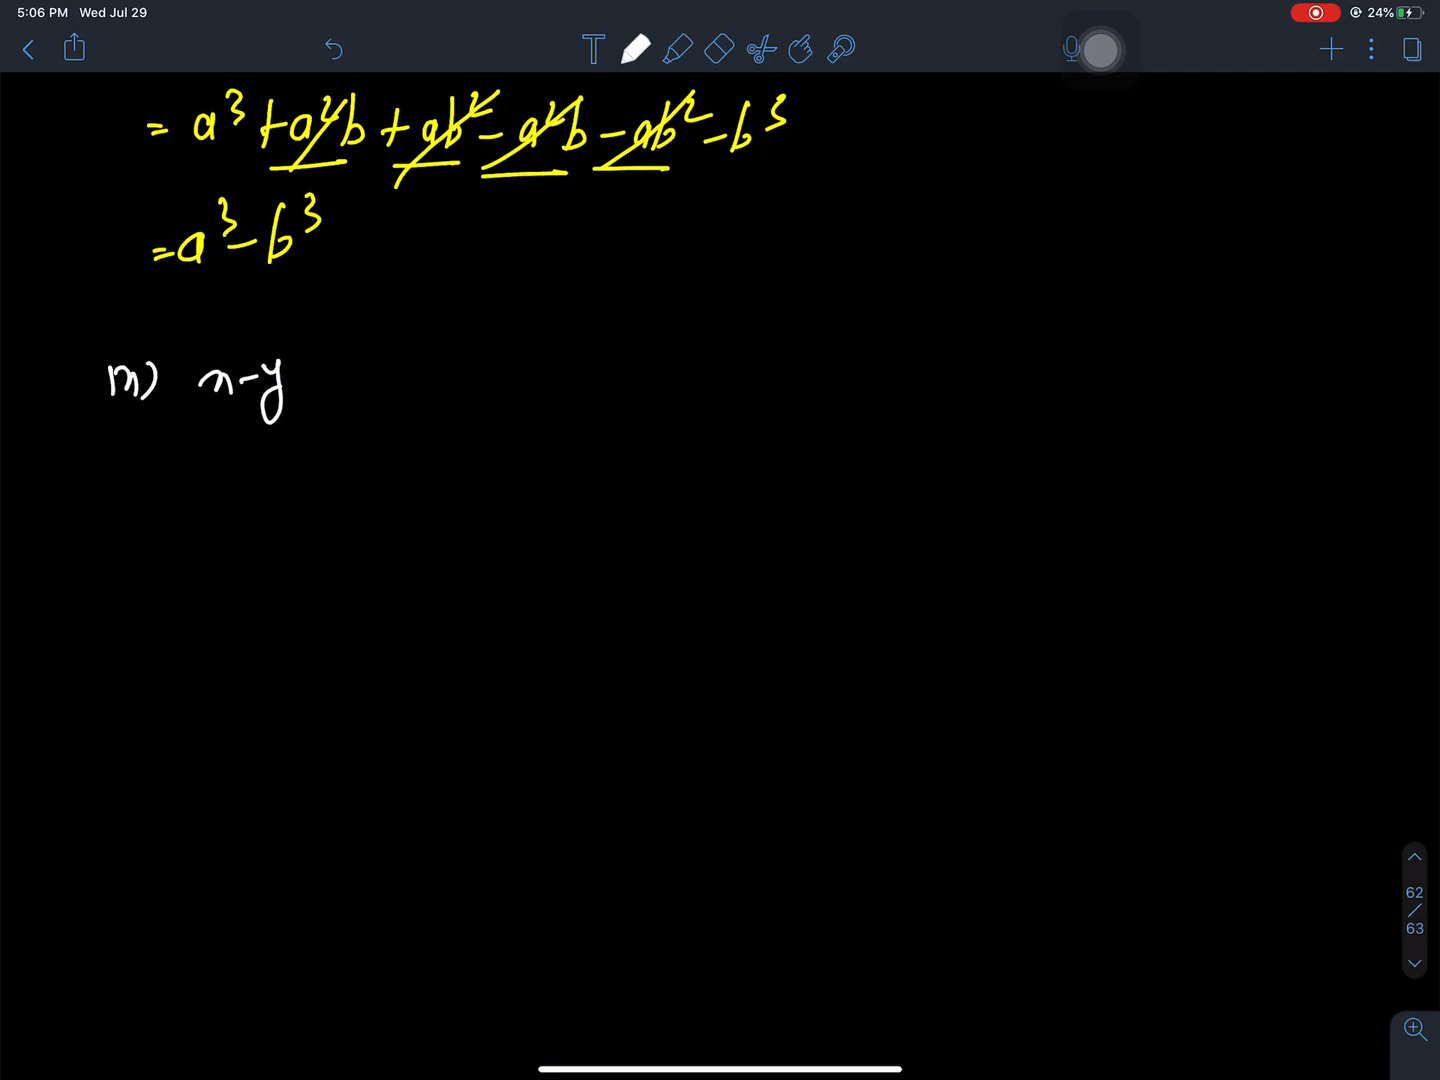 5:06 PM Wed Jul 29
24%
= a³ + a²b + ab² - a²b - ab² - b³
= a³ - b³
m) x - y
62
63